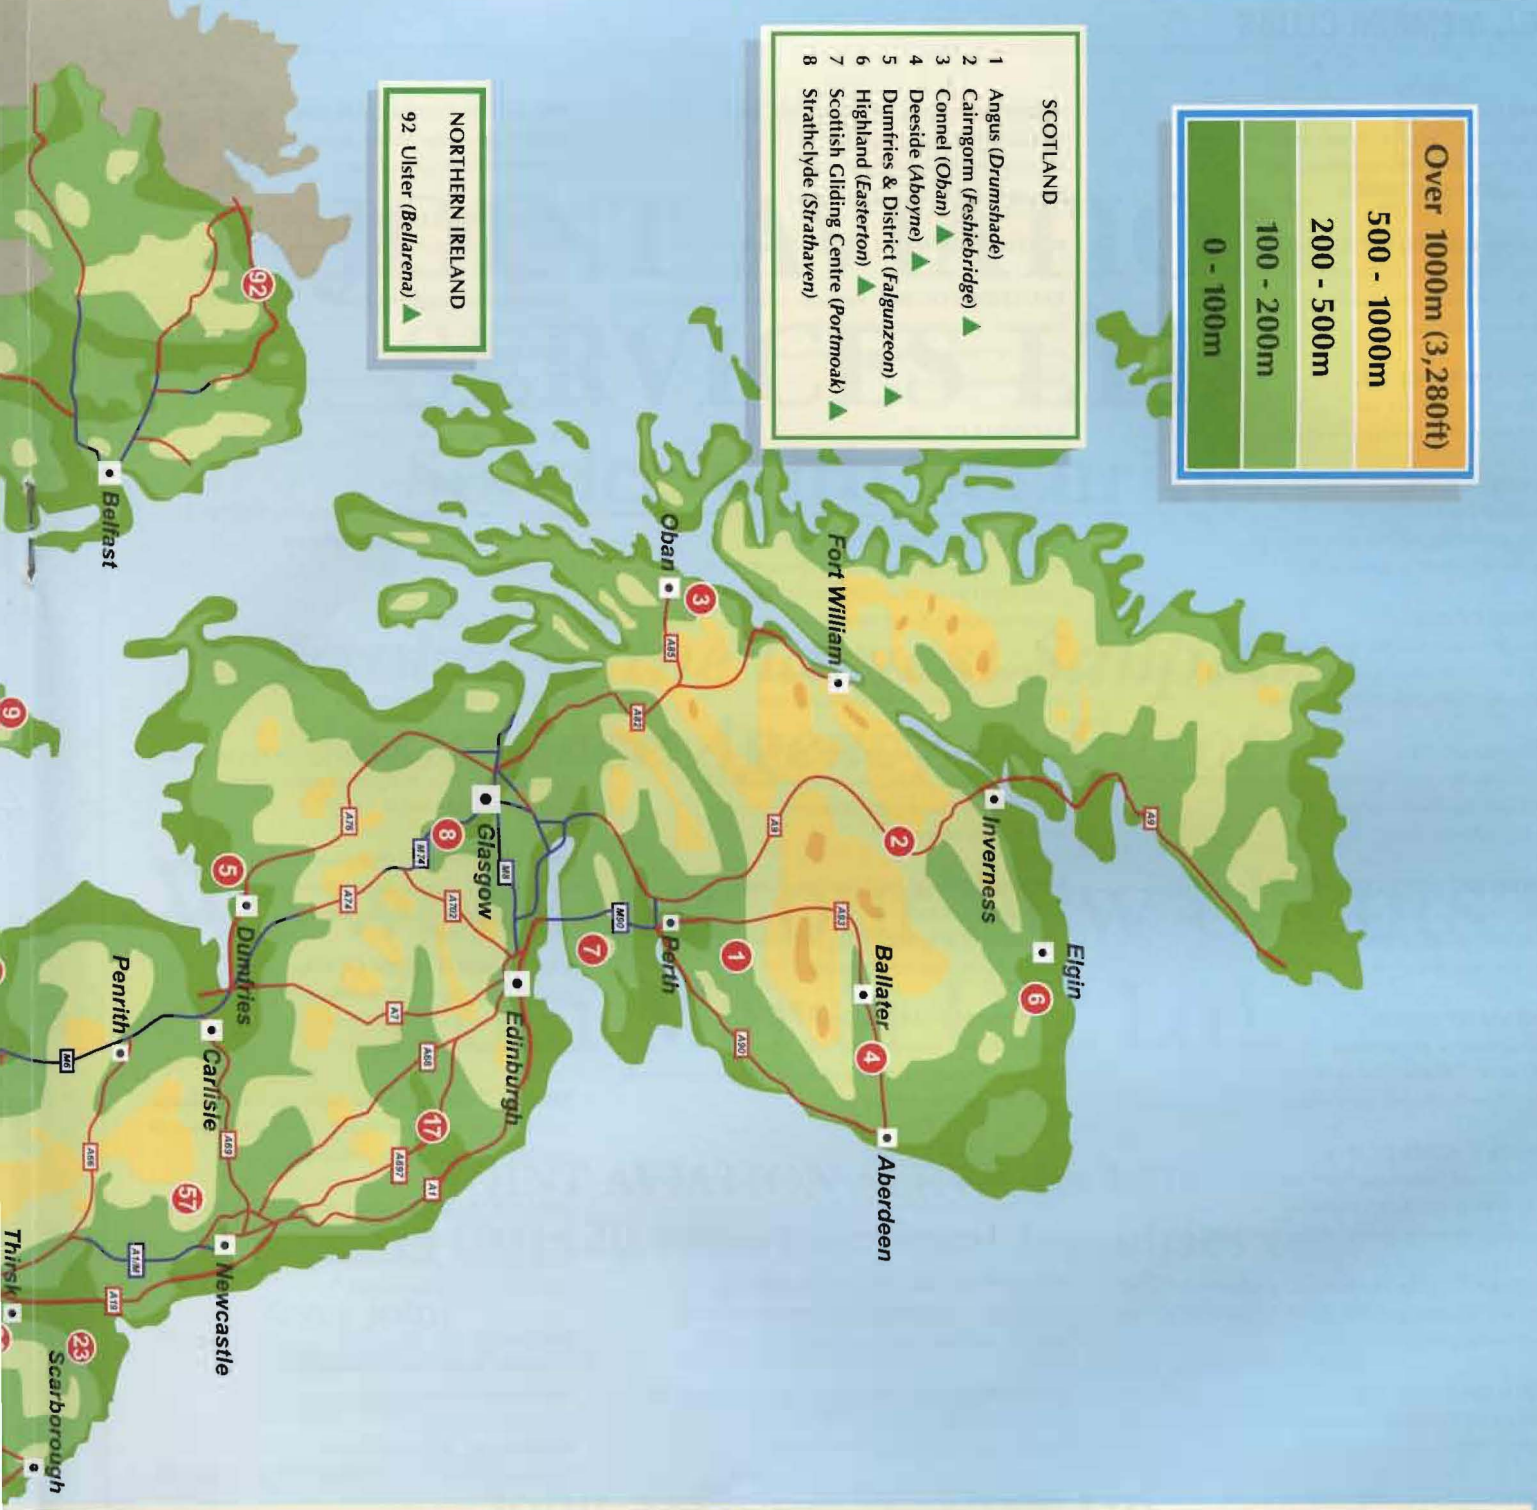 Over 1000m (3,280ft)
500 - 1000m
200 - 500m
100 - 200m
0 - 100m
SCOTLAND
1 Angus (Drumshade)
2 Cairngorm (Feshiebridge) ▲
3 Connel (Oban) ▲
4 Deeside (Aboyne) ▲
5 Dumfries & District (Falgunzeon) ▲
6 Highland (Easterton) ▲
7 Scottish Gliding Centre (Portmoak) ▲
8 Strathclyde (Strathaven)
NORTHERN IRELAND
92 Ulster (Bellarena) ▲
A9
Inverness
Elgin
6
2
Fort William
A9
A93
Ballater
4
Aberdeen
Oban
3
A85
A82
1
Perth
A90
M90
7
Glasgow
M8
8
M74
Edinburgh
A702
A76
A74
A7
A68
17
A697
A1
5
Dumfries
Carlisle
A69
57
Newcastle
92
Belfast
Penrith
M6
A66
A1/M
A19
23
Thirsk
Scarborough
9